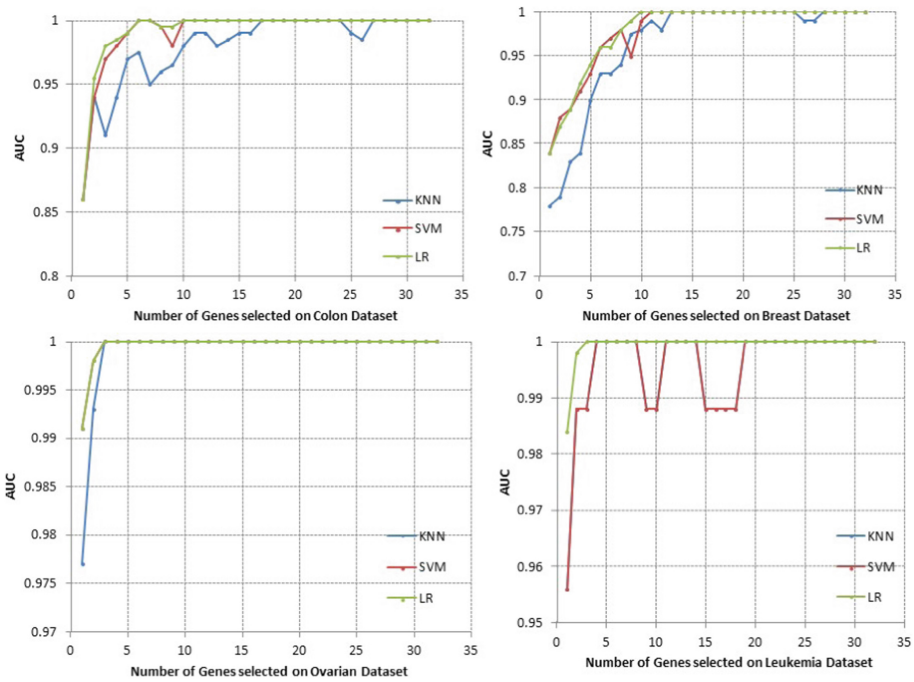 1
0.95
0.9
0.85
0.8
AUC
KNN
SVM
LR
0 5 10 15 20 25 30 35
Number of Genes selected on Colon Dataset
1
0.95
0.9
0.85
0.8
0.75
0.7
AUC
KNN
SVM
LR
0 5 10 15 20 25 30 35
Number of Genes selected on Breast Dataset
1
0.995
0.99
0.985
0.98
0.975
0.97
AUC
KNN
SVM
LR
0 5 10 15 20 25 30 35
Number of Genes selected on Ovarian Dataset
1
0.99
0.98
0.97
0.96
0.95
AUC
KNN
SVM
LR
0 5 10 15 20 25 30 35
Number of Genes selected on Leukemia Dataset